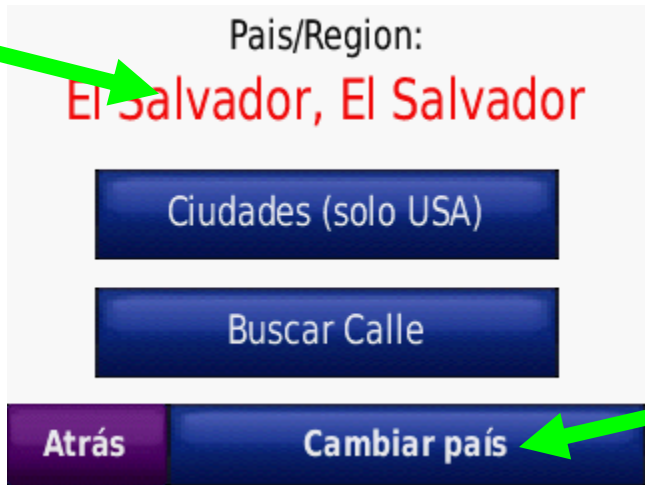 Pais/Region:
El Salvador, El Salvador
Ciudades (solo USA)
Buscar Calle
Atrás
Cambiar país